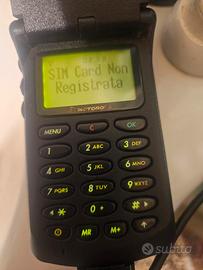 SIM Card Non
Registrata
MOTOROLA
MENU C OK
1 2 ABC 3 DEF
4 GHI 5 JKL 6 MNO
7 PQRS 8 TUV 9 WXYZ
* 0 + #
MR M+
subito